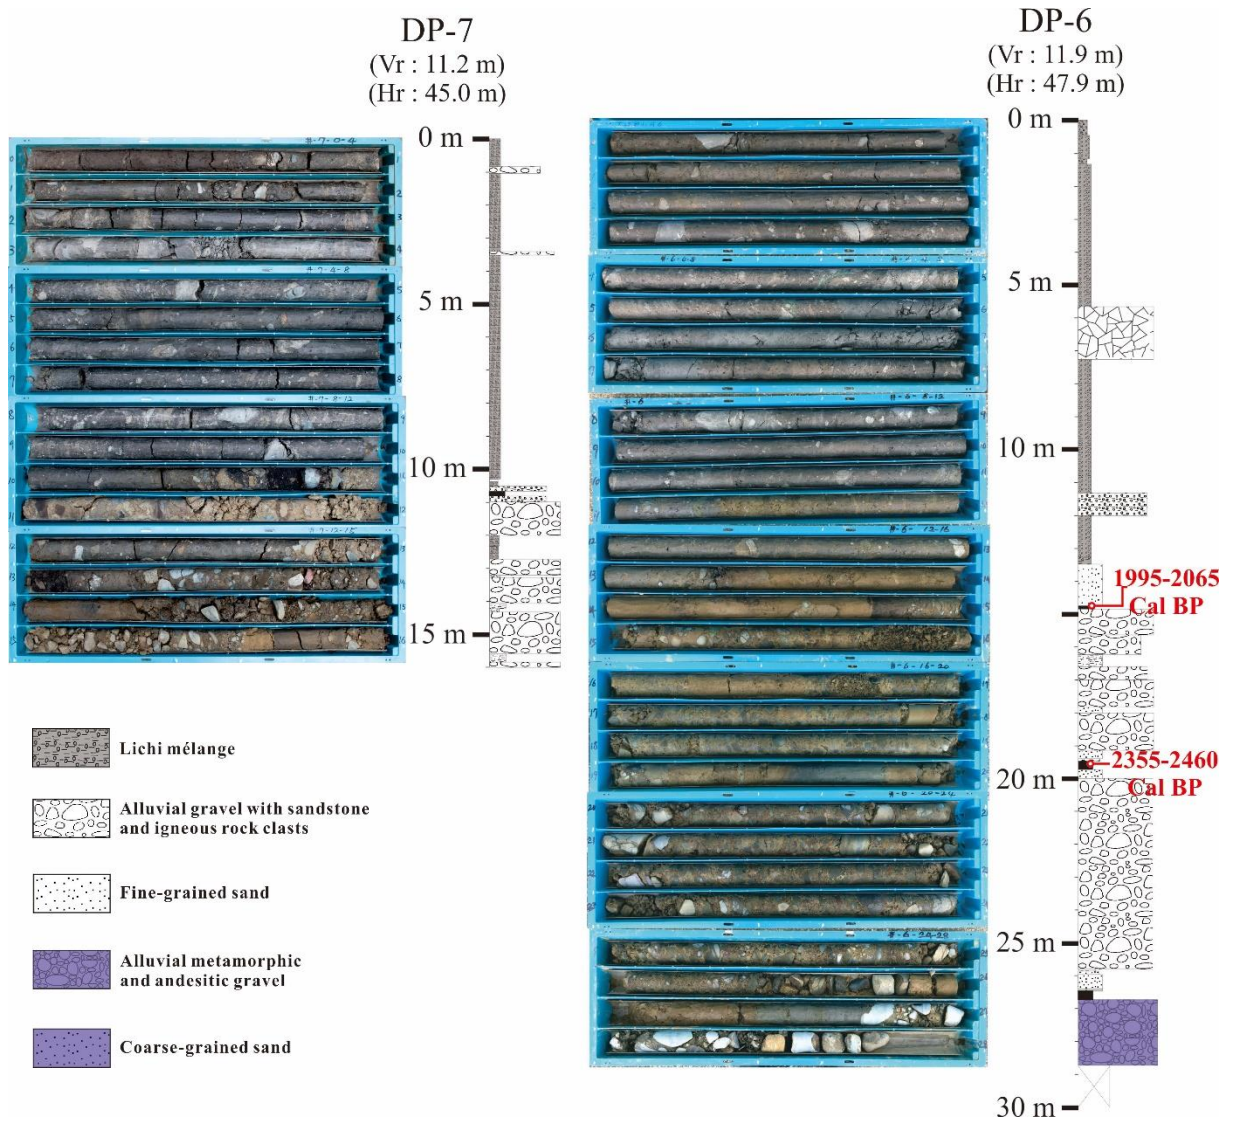 DP-7
(Vr : 11.2 m)
(Hr : 45.0 m)
0 m
5 m
10 m
15 m
DP-6
(Vr : 11.9 m)
(Hr : 47.9 m)
0 m
5 m
10 m
1995-2065
Cal BP
2355-2460
20 m
Cal BP
25 m
30 m
Lichi mélange
Alluvial gravel with sandstone
and igneous rock clasts
Fine-grained sand
Alluvial metamorphic
and andesitic gravel
Coarse-grained sand